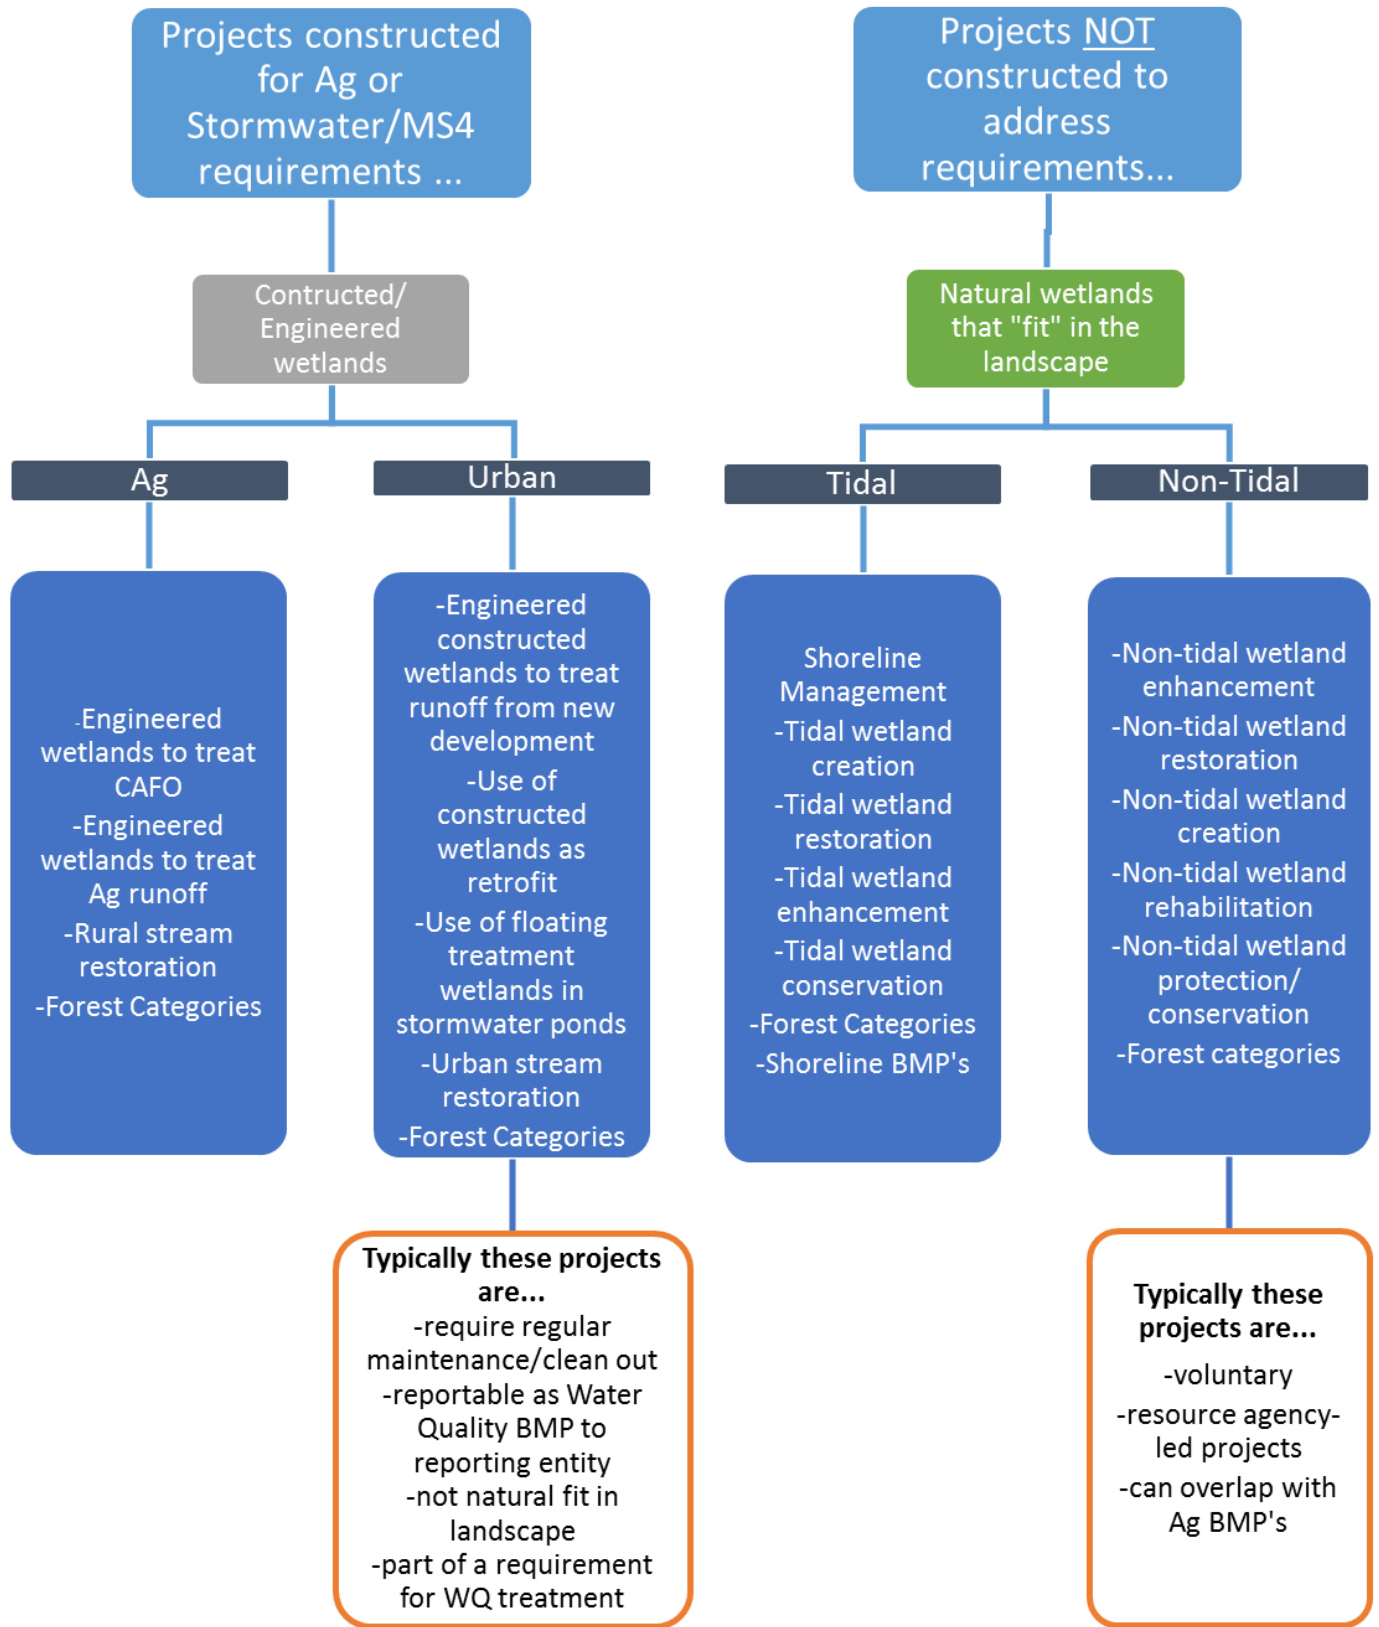 Projects constructed
for Ag or
Stormwater/MS4
requirements ...
Contructed/
Engineered
wetlands
Ag
-Engineered
wetlands to treat
CAFO
-Engineered
wetlands to treat
Ag runoff
-Rural stream
restoration
-Forest Categories
Urban
-Engineered
constructed
wetlands to treat
runoff from new
development
-Use of
constructed
wetlands as
retrofit
-Use of floating
treatment
wetlands in
stormwater ponds
-Urban stream
restoration
-Forest Categories
Typically these projects
are...
-require regular
maintenance/clean out
-reportable as Water
Quality BMP to
reporting entity
-not natural fit in
landscape
-part of a requirement
for WQ treatment
Projects NOT
constructed to
address
requirements...
Natural wetlands
that "fit" in the
landscape
Tidal
Shoreline
Management
-Tidal wetland
creation
-Tidal wetland
restoration
-Tidal wetland
enhancement
-Tidal wetland
conservation
-Forest Categories
-Shoreline BMP's
Non-Tidal
-Non-tidal wetland
enhancement
-Non-tidal wetland
restoration
-Non-tidal wetland
creation
-Non-tidal wetland
rehabilitation
-Non-tidal wetland
protection/
conservation
-Forest categories
Typically these
projects are...
-voluntary
-resource agency-
led projects
-can overlap with
Ag BMP's